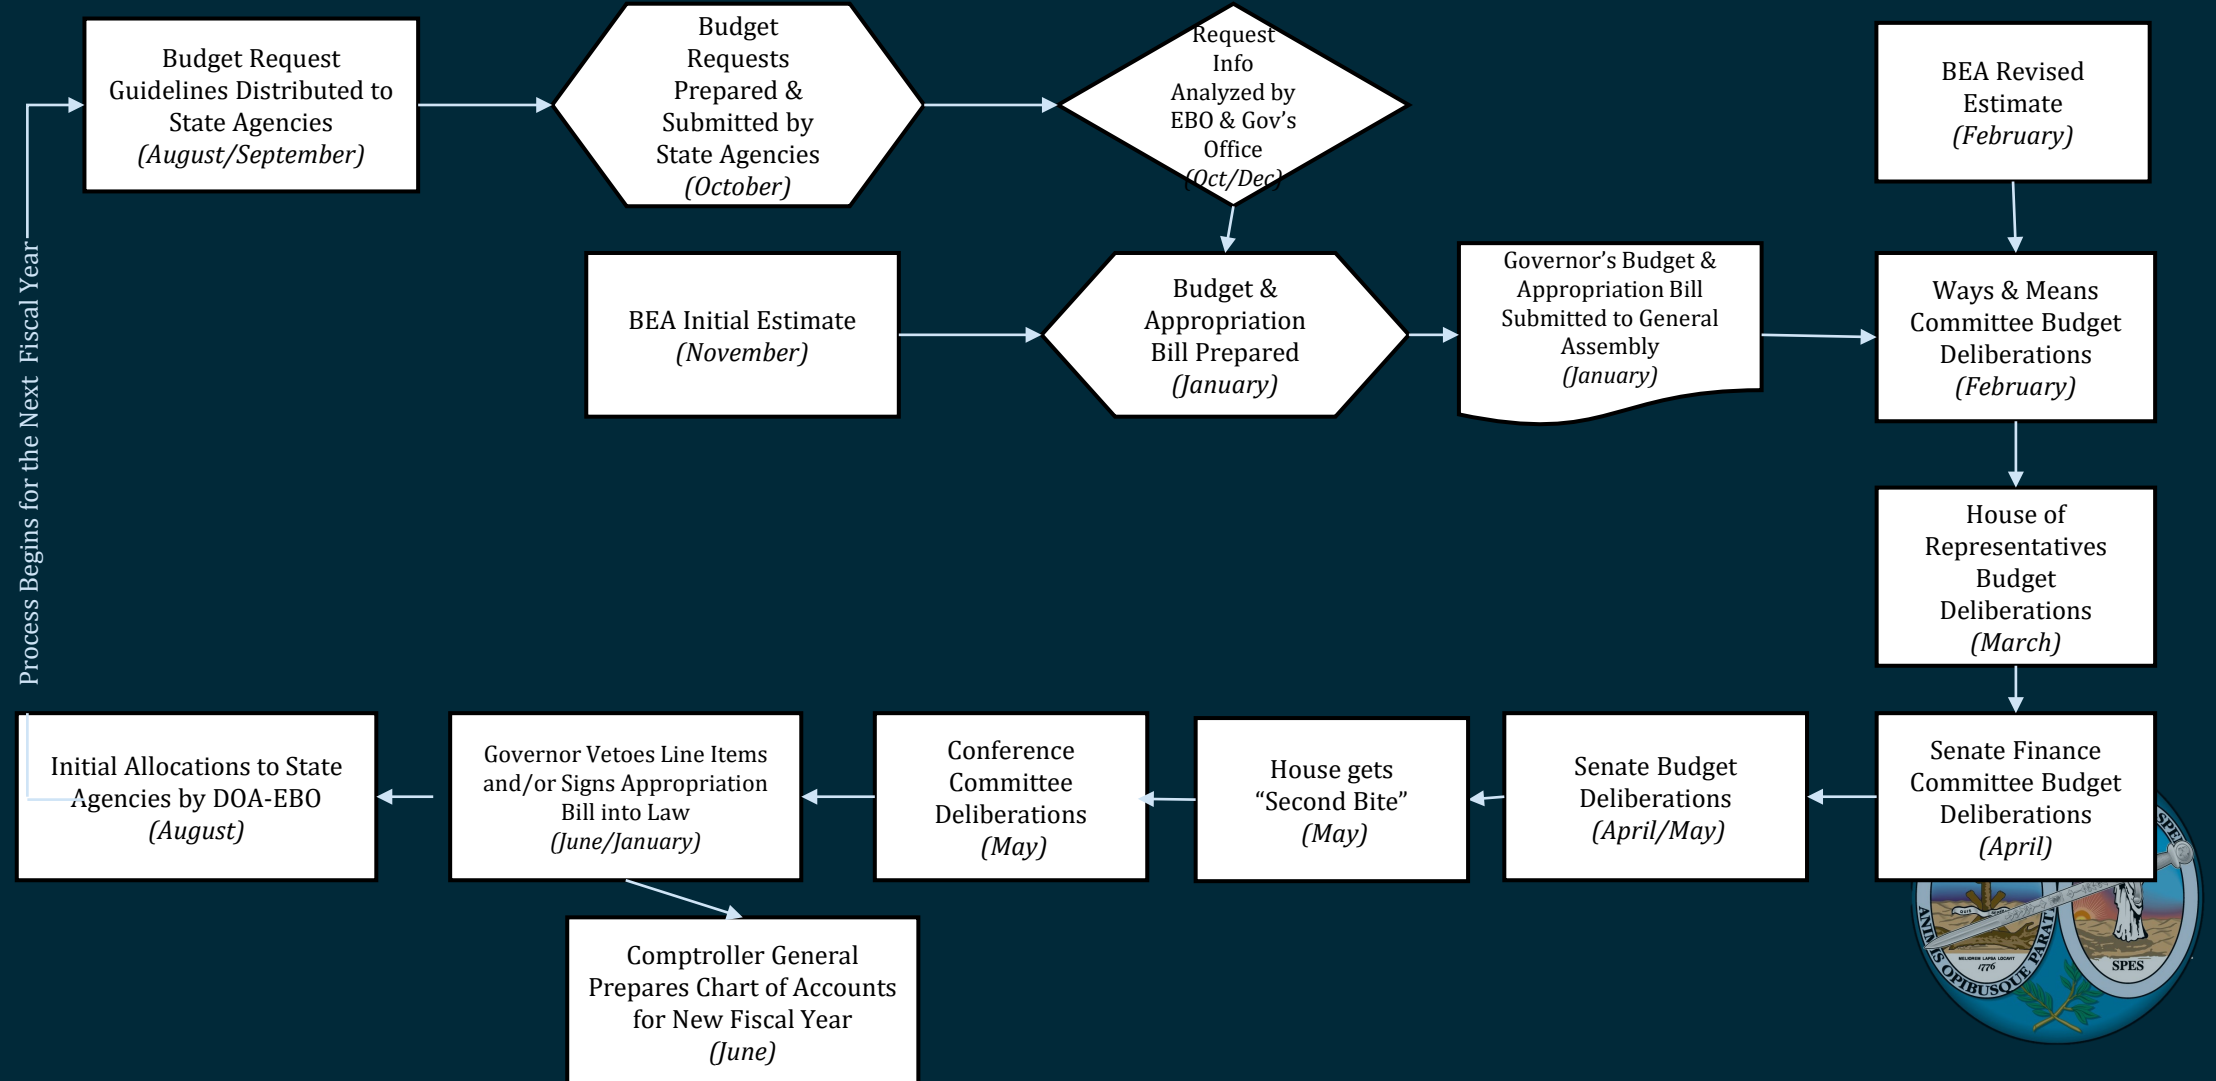 Budget Request
Guidelines Distributed to
State Agencies
(August/September)
Budget
Requests
Prepared &
Submitted by
State Agencies
(October)
Request
Info
Analyzed by
EBO & Gov's
Office
(Oct/Dec)
BEA Revised
Estimate
(February)
Process Begins for the Next Fiscal Year
BEA Initial Estimate
(November)
Budget &
Appropriation
Bill Prepared
(January)
Governor’s Budget &
Appropriation Bill
Submitted to General
Assembly
(January)
Ways & Means
Committee Budget
Deliberations
(February)
House of
Representatives
Budget
Deliberations
(March)
Initial Allocations to State
Agencies by DOA-EBO
(August)
Governor Vetoes Line Items
and/or Signs Appropriation
Bill into Law
(June/January)
Conference
Committee
Deliberations
(May)
House gets
“Second Bite”
(May)
Senate Budget
Deliberations
(April/May)
Senate Finance
Committee Budget
Deliberations
(April)
Comptroller General
Prepares Chart of Accounts
for New Fiscal Year
(June)
OPIBUSQUE
1776
SPES